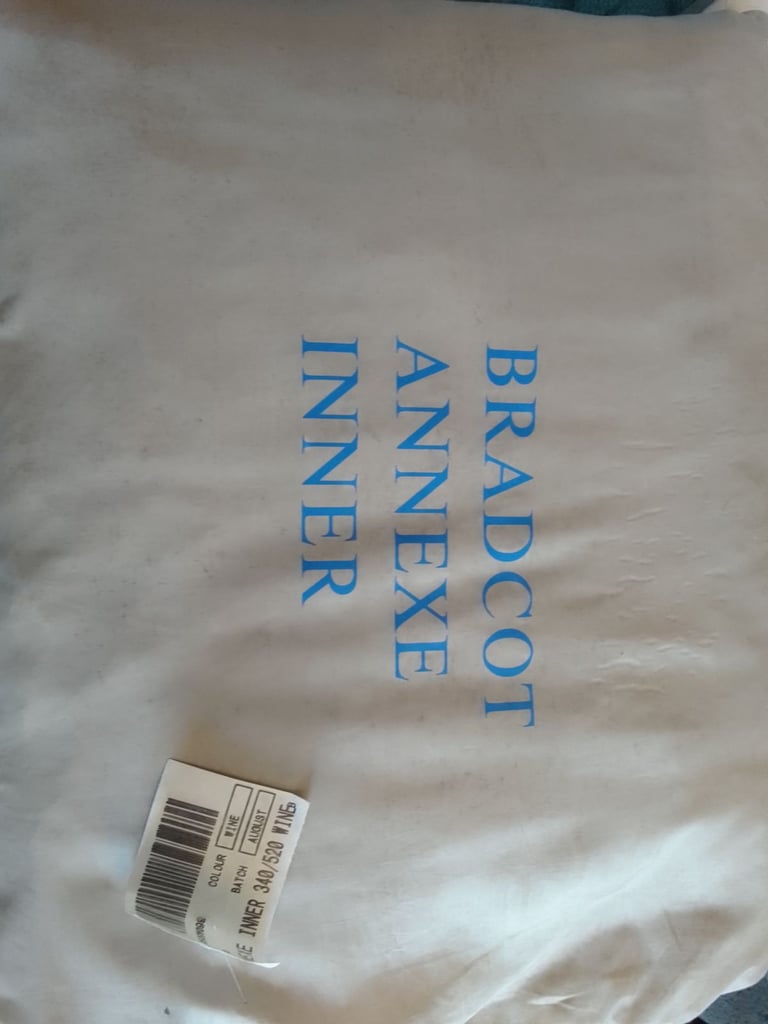 BRADCOT
ANNEXE
INNER
INNER 340/520 WINE
BATCH AUGUST
COLOUR WINE